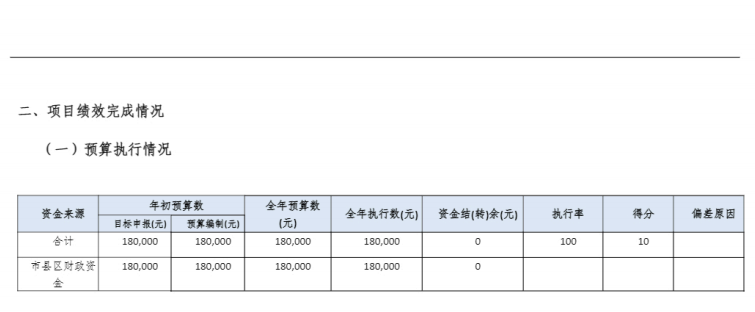 二、项目绩效完成情况
（一）预算执行情况
资金来源 年初预算数 全年预算数(元) 全年执行数(元) 资金结(转)余(元) 执行率 得分 偏差原因
目标申报(元) 预算编制(元)
合计 180,000 180,000 180,000 180,000 0 100 10
市县区财政资金 180,000 180,000 180,000 180,000 0